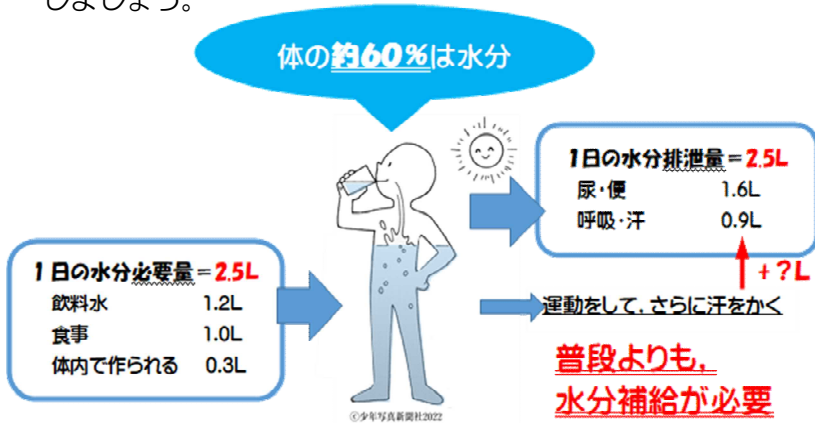 しましょう。
体の約60%は水分
1日の水分排泄量=2.5L
尿・便 1.6L
呼吸・汗 0.9L
+?L
1日の水分必要量=2.5L
飲料水 1.2L
食事 1.0L
体内で作られる 0.3L
運動をして，さらに汗をかく
普段よりも，
水分補給が必要
©少年写真新聞社2022